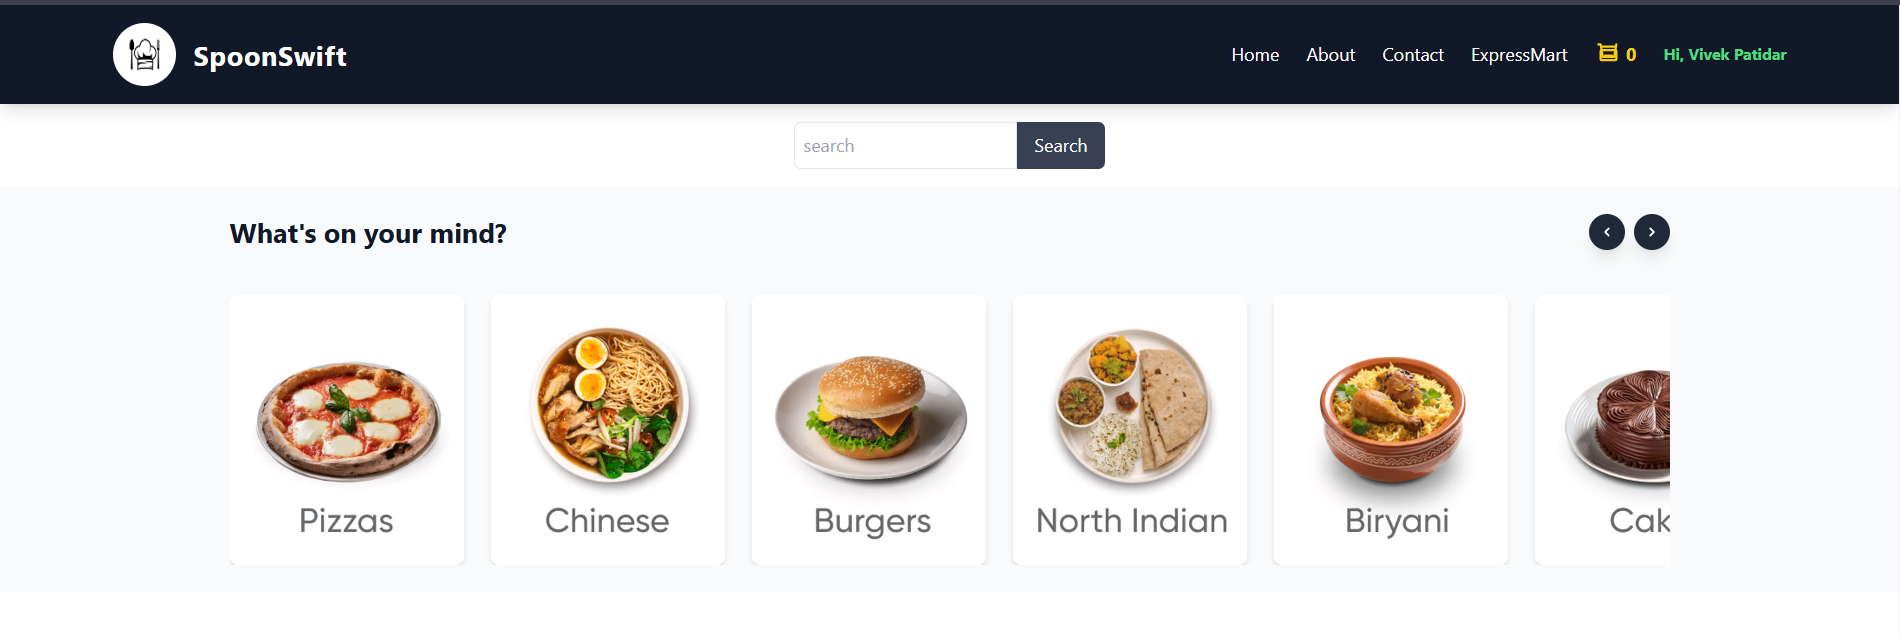 SpoonSwift
Home About Contact ExpressMart 0 Hi, Vivek Patidar
search Search
What's on your mind?
Pizzas Chinese Burgers North Indian Biryani Cak